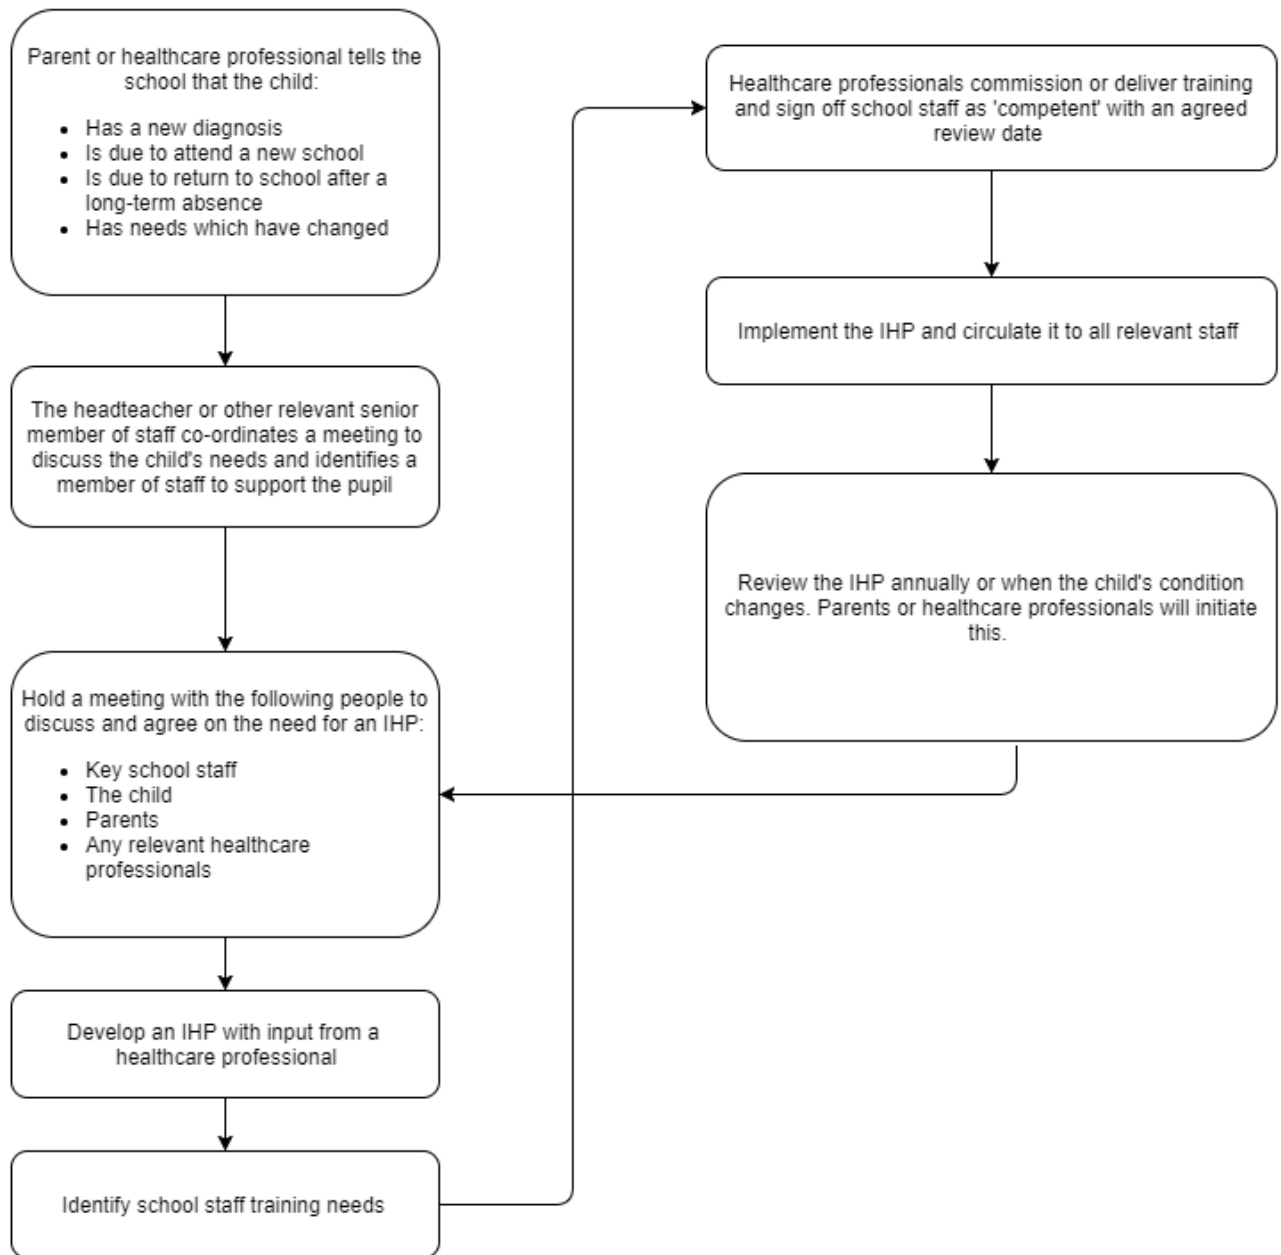 Parent or healthcare professional tells the
school that the child:
• Has a new diagnosis
• Is due to attend a new school
• Is due to return to school after a
long-term absence
• Has needs which have changed
The headteacher or other relevant senior
member of staff co-ordinates a meeting to
discuss the child's needs and identifies a
member of staff to support the pupil
Hold a meeting with the following people to
discuss and agree on the need for an IHP:
• Key school staff
• The child
• Parents
• Any relevant healthcare
professionals
Develop an IHP with input from a
healthcare professional
Identify school staff training needs
Healthcare professionals commission or deliver training
and sign off school staff as 'competent' with an agreed
review date
Implement the IHP and circulate it to all relevant staff
Review the IHP annually or when the child's condition
changes. Parents or healthcare professionals will initiate
this.